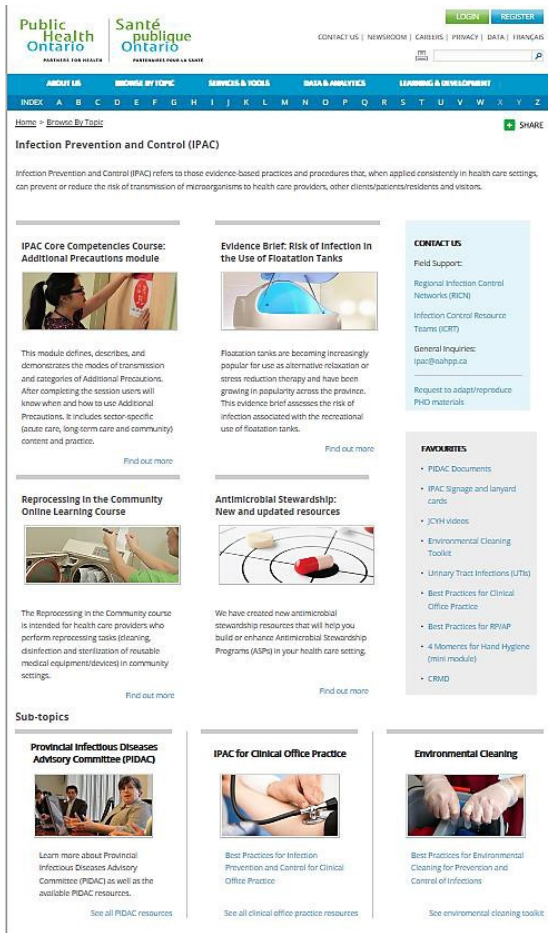 Public
Health
Ontario
PARTNERS FOR HEALTH
Santé
publique
Ontario
PARTENAIRES POUR LA SANTÉ
LOGIN REGISTER
CONTACT US | NEWSROOM | CAREERS | PRIVACY | DATA | FRANÇAIS
ABOUT US BROWSE BY TOPIC SERVICES & TOOLS DATA & ANALYTICS LEARNING & DEVELOPMENT
INDEX A B C D E F G H I J K L M N O P Q R S T U V W X Y Z
Home > Browse By Topic
SHARE
Infection Prevention and Control (IPAC)
Infection Prevention and Control (IPAC) refers to those evidence-based practices and procedures that, when applied consistently in health care settings,
can prevent or reduce the risk of transmission of microorganisms to health care providers, other clients/patients/residents and visitors.
IPAC Core Competencies Course:
Additional Precautions module
This module defines, describes, and
demonstrates the modes of transmission
and categories of Additional Precautions.
After completing the session users will
know when and how to use Additional
Precautions. It includes sector-specific
(acute care, long-term care and community)
content and practice.
Find out more
Evidence Brief: Risk of Infection in
the Use of Floatation Tanks
Floatation tanks are becoming increasingly
popular for use as alternative relaxation or
stress reduction therapy and have been
growing in popularity across the province.
This evidence brief assesses the risk of
infection associated with the recreational
use of floatation tanks.
Find out more
CONTACT US
Field Support:
Regional Infection Control
Networks (RICN)
Infection Control Resource
Teams (ICRT)
General Inquiries:
ipac@oahpp.ca
Request to adapt/reproduce
PHO materials
Reprocessing in the Community
Online Learning Course
The Reprocessing in the Community course
is intended for health care providers who
perform reprocessing tasks (cleaning,
disinfection and sterilization of reusable
medical equipment/devices) in community
settings.
Find out more
Antimicrobial Stewardship:
New and updated resources
We have created new antimicrobial
stewardship resources that will help you
build or enhance Antimicrobial Stewardship
Programs (ASPs) in your health care setting.
Find out more
FAVOURITES
• PIDAC Documents
• IPAC Signage and lanyard
cards
• JCYH videos
• Environmental Cleaning
Toolkit
• Urinary Tract Infections (UTIs)
• Best Practices for Clinical
Office Practice
• Best Practices for RP/AP
• 4 Moments for Hand Hygiene
(mini module)
• CRMD
Sub-topics
Provincial Infectious Diseases
Advisory Committee (PIDAC)
Learn more about Provincial
Infectious Diseases Advisory
Committee (PIDAC) as well as the
available PIDAC resources.
See all PIDAC resources
IPAC for Clinical Office Practice
Best Practices for Infection
Prevention and Control for Clinical
Office Practice
See all clinical office practice resources
Environmental Cleaning
Best Practices for Environmental
Cleaning for Prevention and
Control of Infections
See enviromental cleaning toolkit